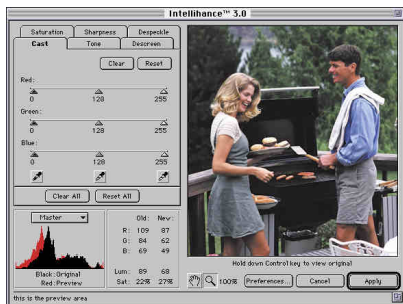 Intellihance™ 3.0
Saturation Sharpness Despeckle
Cast Tone Descreen
Clear Reset
Red:
0 128 255
Green:
0 128 255
Blue:
0 128 255
Clear All Reset All
Master
Black:Original
Red:Preview
Old: New:
R: 109 87
G: 84 62
B: 69 49
Lum: 89 68
Sat: 22% 27%
Hold down Control key to view original
100% Preferences... Cancel Apply
this is the preview area